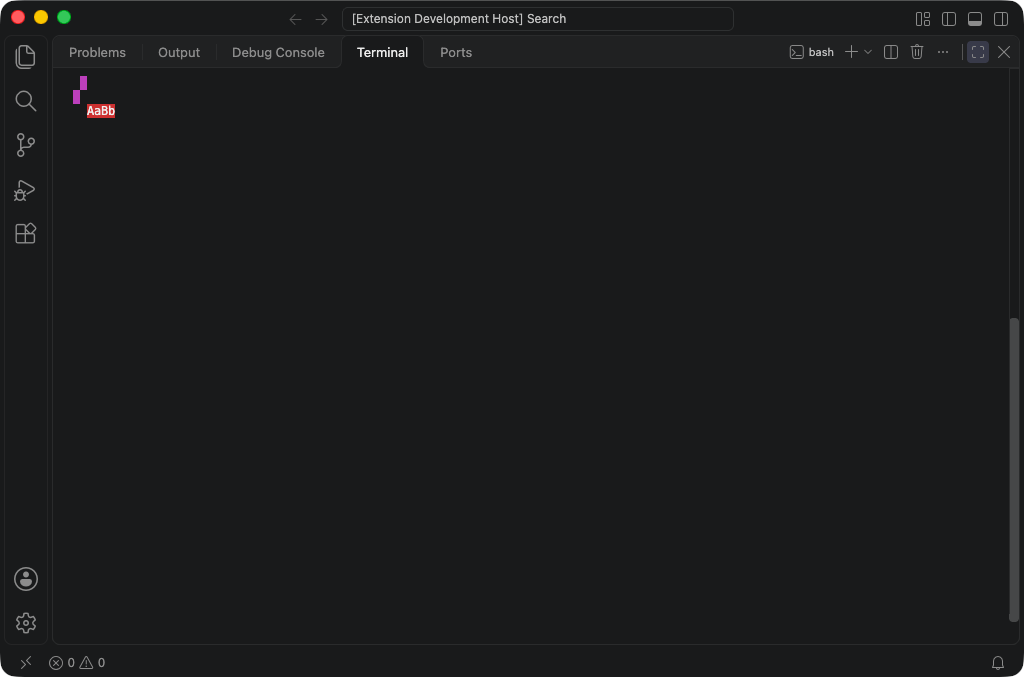 [Extension Development Host] Search
Problems Output Debug Console Terminal Ports bash
AaBb
0 0